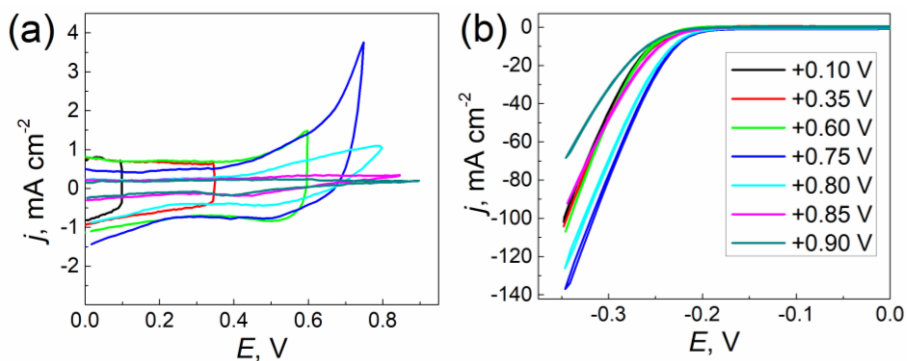 (a)
j, mA cm⁻²
4
3
2
1
0
-1
-2
0.0 0.2 0.4 0.6 0.8
E, V
(b)
j, mA cm⁻²
0
-20
-40
-60
-80
-100
-120
-140
-0.3 -0.2 -0.1 0.0
E, V
+0.10 V
+0.35 V
+0.60 V
+0.75 V
+0.80 V
+0.85 V
+0.90 V